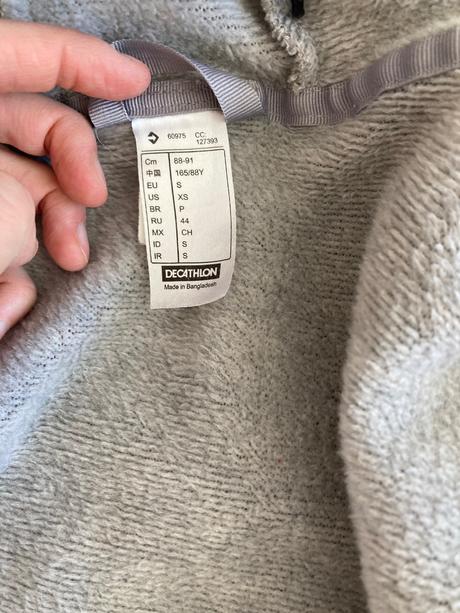 60975 CC:
127393
Cm 88-91
中国 165/88Y
EU S
US XS
BR P
RU 44
MX CH
ID S
IR S
DECATHLON
Made in Bangladesh